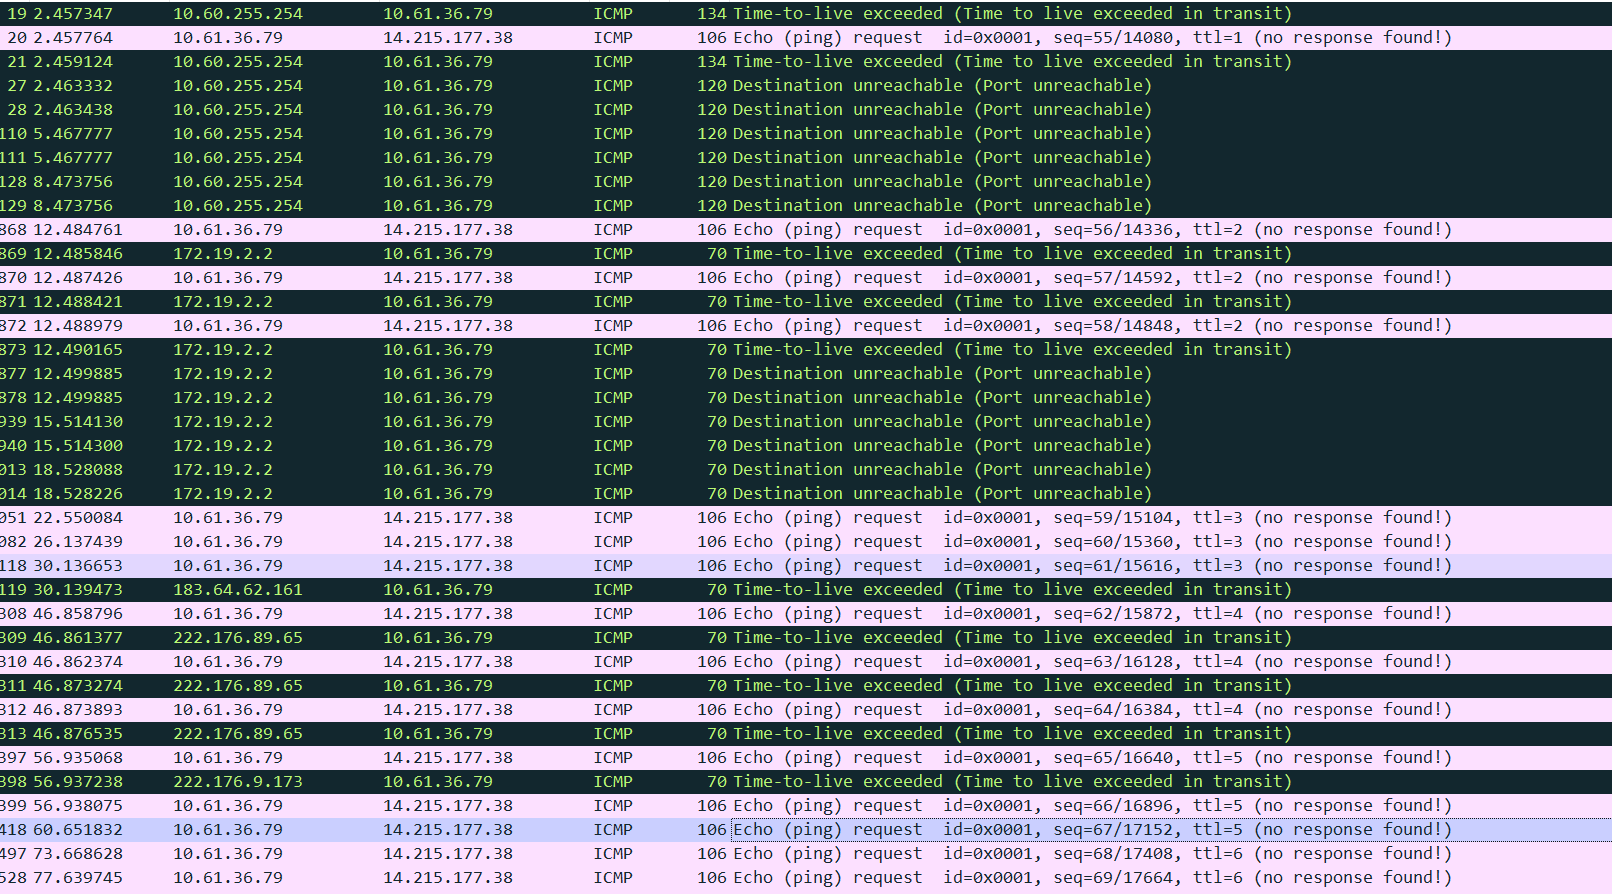 19 2.457347 10.60.255.254 10.61.36.79 ICMP 134 Time-to-live exceeded (Time to live exceeded in transit)
20 2.457764 10.61.36.79 14.215.177.38 ICMP 106 Echo (ping) request id=0x0001, seq=55/14080, ttl=1 (no response found!)
21 2.459124 10.60.255.254 10.61.36.79 ICMP 134 Time-to-live exceeded (Time to live exceeded in transit)
27 2.463332 10.60.255.254 10.61.36.79 ICMP 120 Destination unreachable (Port unreachable)
28 2.463438 10.60.255.254 10.61.36.79 ICMP 120 Destination unreachable (Port unreachable)
110 5.467777 10.60.255.254 10.61.36.79 ICMP 120 Destination unreachable (Port unreachable)
111 5.467777 10.60.255.254 10.61.36.79 ICMP 120 Destination unreachable (Port unreachable)
128 8.473756 10.60.255.254 10.61.36.79 ICMP 120 Destination unreachable (Port unreachable)
129 8.473756 10.60.255.254 10.61.36.79 ICMP 120 Destination unreachable (Port unreachable)
868 12.484761 10.61.36.79 14.215.177.38 ICMP 106 Echo (ping) request id=0x0001, seq=56/14336, ttl=2 (no response found!)
869 12.485846 172.19.2.2 10.61.36.79 ICMP 70 Time-to-live exceeded (Time to live exceeded in transit)
870 12.487426 10.61.36.79 14.215.177.38 ICMP 106 Echo (ping) request id=0x0001, seq=57/14592, ttl=2 (no response found!)
871 12.488421 172.19.2.2 10.61.36.79 ICMP 70 Time-to-live exceeded (Time to live exceeded in transit)
872 12.488979 10.61.36.79 14.215.177.38 ICMP 106 Echo (ping) request id=0x0001, seq=58/14848, ttl=2 (no response found!)
873 12.490165 172.19.2.2 10.61.36.79 ICMP 70 Time-to-live exceeded (Time to live exceeded in transit)
877 12.499885 172.19.2.2 10.61.36.79 ICMP 70 Destination unreachable (Port unreachable)
878 12.499885 172.19.2.2 10.61.36.79 ICMP 70 Destination unreachable (Port unreachable)
939 15.514130 172.19.2.2 10.61.36.79 ICMP 70 Destination unreachable (Port unreachable)
940 15.514300 172.19.2.2 10.61.36.79 ICMP 70 Destination unreachable (Port unreachable)
013 18.528088 172.19.2.2 10.61.36.79 ICMP 70 Destination unreachable (Port unreachable)
014 18.528226 172.19.2.2 10.61.36.79 ICMP 70 Destination unreachable (Port unreachable)
051 22.550084 10.61.36.79 14.215.177.38 ICMP 106 Echo (ping) request id=0x0001, seq=59/15104, ttl=3 (no response found!)
082 26.137439 10.61.36.79 14.215.177.38 ICMP 106 Echo (ping) request id=0x0001, seq=60/15360, ttl=3 (no response found!)
118 30.136653 10.61.36.79 14.215.177.38 ICMP 106 Echo (ping) request id=0x0001, seq=61/15616, ttl=3 (no response found!)
119 30.139473 183.64.62.161 10.61.36.79 ICMP 70 Time-to-live exceeded (Time to live exceeded in transit)
308 46.858796 10.61.36.79 14.215.177.38 ICMP 106 Echo (ping) request id=0x0001, seq=62/15872, ttl=4 (no response found!)
309 46.861377 222.176.89.65 10.61.36.79 ICMP 70 Time-to-live exceeded (Time to live exceeded in transit)
310 46.862374 10.61.36.79 14.215.177.38 ICMP 106 Echo (ping) request id=0x0001, seq=63/16128, ttl=4 (no response found!)
311 46.873274 222.176.89.65 10.61.36.79 ICMP 70 Time-to-live exceeded (Time to live exceeded in transit)
312 46.873893 10.61.36.79 14.215.177.38 ICMP 106 Echo (ping) request id=0x0001, seq=64/16384, ttl=4 (no response found!)
313 46.876535 222.176.89.65 10.61.36.79 ICMP 70 Time-to-live exceeded (Time to live exceeded in transit)
397 56.935068 10.61.36.79 14.215.177.38 ICMP 106 Echo (ping) request id=0x0001, seq=65/16640, ttl=5 (no response found!)
398 56.937238 222.176.9.173 10.61.36.79 ICMP 70 Time-to-live exceeded (Time to live exceeded in transit)
399 56.938075 10.61.36.79 14.215.177.38 ICMP 106 Echo (ping) request id=0x0001, seq=66/16896, ttl=5 (no response found!)
418 60.651832 10.61.36.79 14.215.177.38 ICMP 106 Echo (ping) request id=0x0001, seq=67/17152, ttl=5 (no response found!)
497 73.668628 10.61.36.79 14.215.177.38 ICMP 106 Echo (ping) request id=0x0001, seq=68/17408, ttl=6 (no response found!)
528 77.639745 10.61.36.79 14.215.177.38 ICMP 106 Echo (ping) request id=0x0001, seq=69/17664, ttl=6 (no response found!)